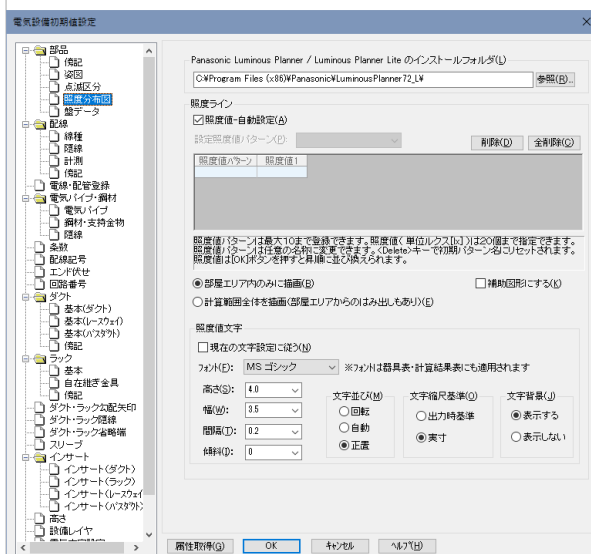 電気設備初期値設定
部品
傍記
姿図
点滅区分
照度分布図
盤データ
配線
線種
隠線
計測
傍記
電線・配管登録
電気パイプ・鋼材
電気パイプ
鋼材・支持金物
隠線
条数
配線記号
エンド伏せ
回路番号
ダクト
基本(ダクト)
基本(レースウェイ)
基本(バスダクト)
傍記
ラック
基本
自在継ぎ金具
傍記
ダクト・ラック勾配矢印
ダクト・ラック隠線
ダクト・ラック省略端
スリーブ
インサート
インサート(ダクト)
インサート(ラック)
インサート(レースウェイ
インサート(バスダクト)
高さ
設備レイヤ
Panasonic Luminous Planner / Luminous Planner Lite のインストールフォルダ(L)
C:¥Program Files (x86)¥Panasonic¥LuminousPlanner72_L¥
参照(R)...
照度ライン
照度値-自動設定(A)
設定照度値パターン(P):
削除(D) 全削除(C)
照度値パターン 照度値1
照度値パターンは最大10まで登録できます。照度値(単位ルクス[lx])は20個まで指定できます。
照度値パターンは任意の名称に変更できます。<Delete>キーで初期パターン名にリセットされます。
照度値は[OK]ボタンを押すと昇順に並び換えられます。
部屋エリア内のみに描画(B) 補助図形にする(K)
計算範囲全体を描画(部屋エリアからのはみ出しもあり)(E)
照度値文字
現在の文字設定に従う(N)
フォント(F): MS ゴシック ※フォントは器具表・計算結果表にも適用されます
高さ(S): 4.0
幅(W): 3.5
間隔(T): 0.2
傾斜(I): 0
文字並び(M)
回転
自動
正置
文字縮尺基準(O)
出力時基準
実寸
文字背景(J)
表示する
表示しない
属性取得(G) OK キャンセル ヘルプ(H)